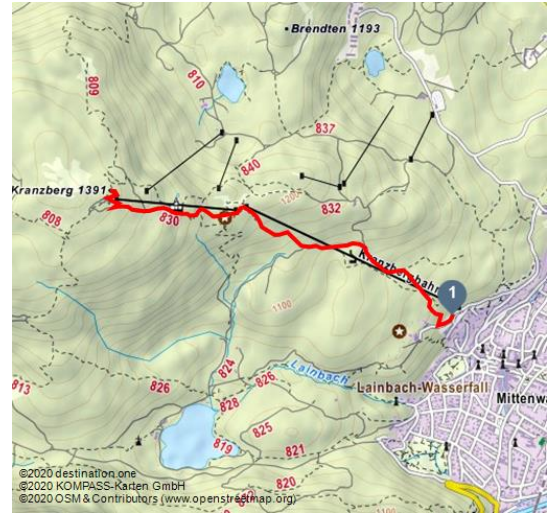 Brendten 1193
809
810
837
840
Kranzberg 1391
1200
832
808
830
Kranzbergbahn
1
1100
824
826
Lainbach
Lainbach-Wasserfall
813
826
828
Mittenwa
825
819
821
822
820
©2020 destination one
©2020 KOMPASS-Karten GmbH
©2020 OSM & Contributors (www.openstreetmap.org)